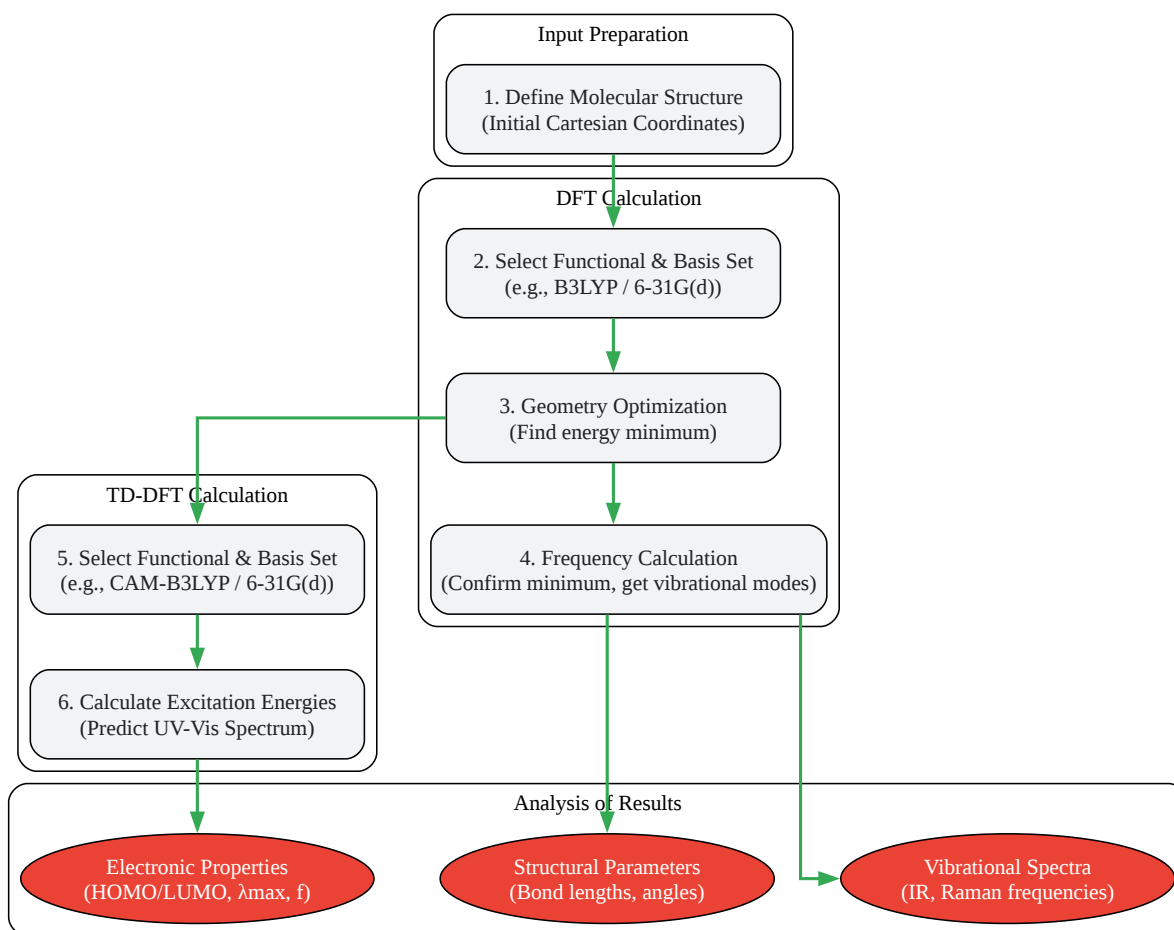 Input Preparation
1. Define Molecular Structure
(Initial Cartesian Coordinates)
DFT Calculation
2. Select Functional & Basis Set
(e.g., B3LYP / 6-31G(d))
3. Geometry Optimization
(Find energy minimum)
4. Frequency Calculation
(Confirm minimum, get vibrational modes)
TD-DFT Calculation
5. Select Functional & Basis Set
(e.g., CAM-B3LYP / 6-31G(d))
6. Calculate Excitation Energies
(Predict UV-Vis Spectrum)
Analysis of Results
Electronic Properties
(HOMO/LUMO, λmax, f)
Structural Parameters
(Bond lengths, angles)
Vibrational Spectra
(IR, Raman frequencies)